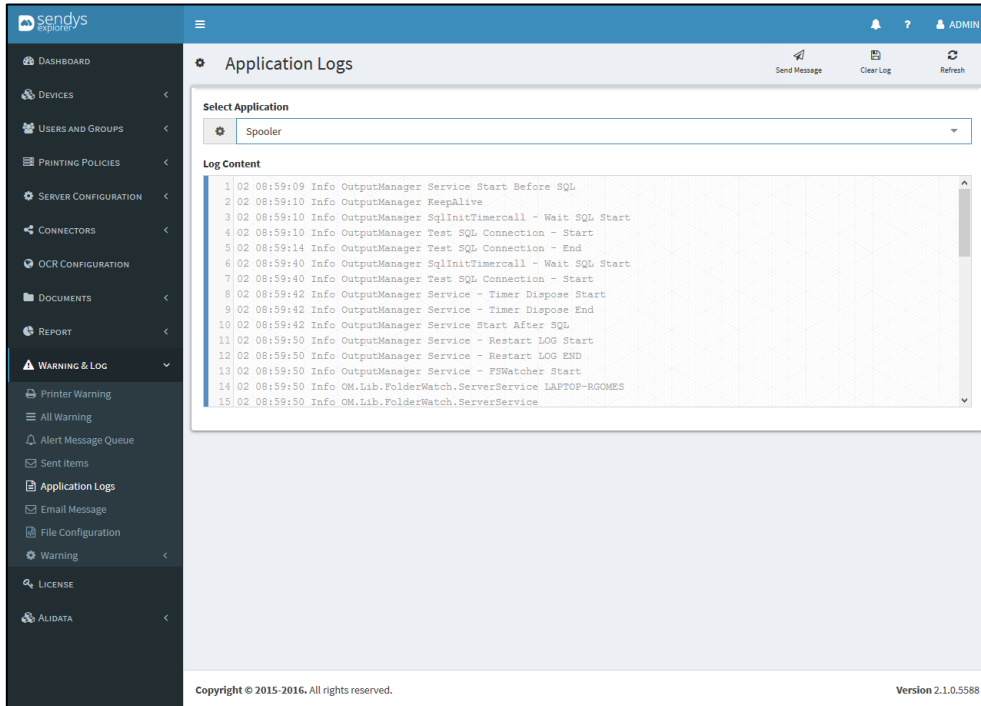 sendys
explorer
ADMIN
DASHBOARD
DEVICES
USERS AND GROUPS
PRINTING POLICIES
SERVER CONFIGURATION
CONNECTORS
OCR CONFIGURATION
DOCUMENTS
REPORT
WARNING & LOG
Printer Warning
All Warning
Alert Message Queue
Sent items
Application Logs
Email Message
File Configuration
Warning
LICENSE
ALIDATA
Application Logs
Send Message
Clear Log
Refresh
Select Application
Spooler
Log Content
1 02 08:59:09 Info OutputManager Service Start Before SQL
2 02 08:59:10 Info OutputManager KeepAlive
3 02 08:59:10 Info OutputManager SqlInitTimercall - Wait SQL Start
4 02 08:59:10 Info OutputManager Test SQL Connection - Start
5 02 08:59:14 Info OutputManager Test SQL Connection - End
6 02 08:59:40 Info OutputManager SqlInitTimercall - Wait SQL Start
7 02 08:59:40 Info OutputManager Test SQL Connection - Start
8 02 08:59:42 Info OutputManager Service - Timer Dispose Start
9 02 08:59:42 Info OutputManager Service - Timer Dispose End
10 02 08:59:42 Info OutputManager Service Start After SQL
11 02 08:59:50 Info OutputManager Service - Restart LOG Start
12 02 08:59:50 Info OutputManager Service - Restart LOG END
13 02 08:59:50 Info OutputManager Service - FSWatcher Start
14 02 08:59:50 Info OM.Lib.FolderWatch.ServerService LAPTOP-RGOMES
15 02 08:59:50 Info OM.Lib.FolderWatch.ServerService
Copyright © 2015-2016. All rights reserved.
Version 2.1.0.5588